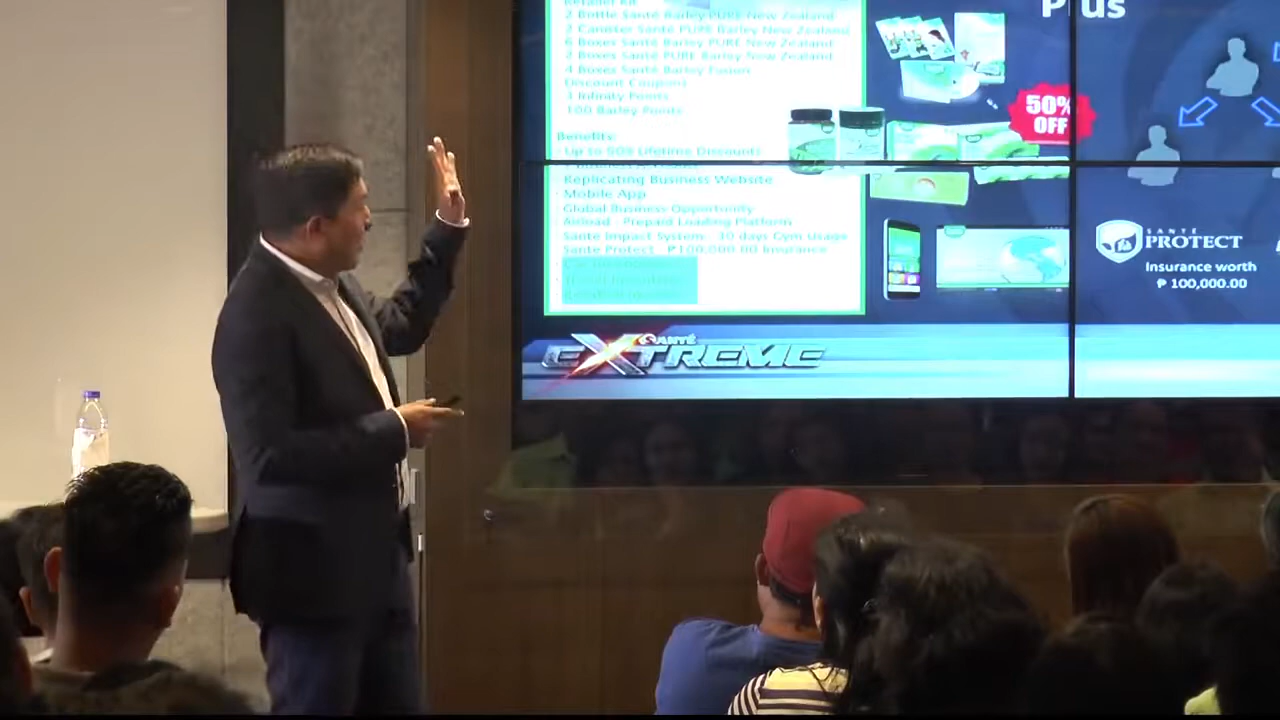 Retailer Kit
2 Bottle Santé Barley PURE New Zealand
2 Canister Santé PURE Barley New Zealand
6 Boxes Santé Barley PURE New Zealand
2 Boxes Santé PURE Barley New Zealand
4 Boxes Santé Barley Fusion
Discount Coupons
3 Infinity Points
100 Barley Points
Benefits:
· Up to 50% Lifetime Discounts
· Replicating Business Website
· Mobile App
· Global Business Opportunity
· Airload - Prepaid Loading Platform
· Santé Impact System - 10 days Gym Usage
· Santé Protect - ₱100,000.00 Insurance
Plus
50% OFF
SANTÉ
PROTECT
Insurance worth
₱ 100,000.00
SANTÉ
EXTREME